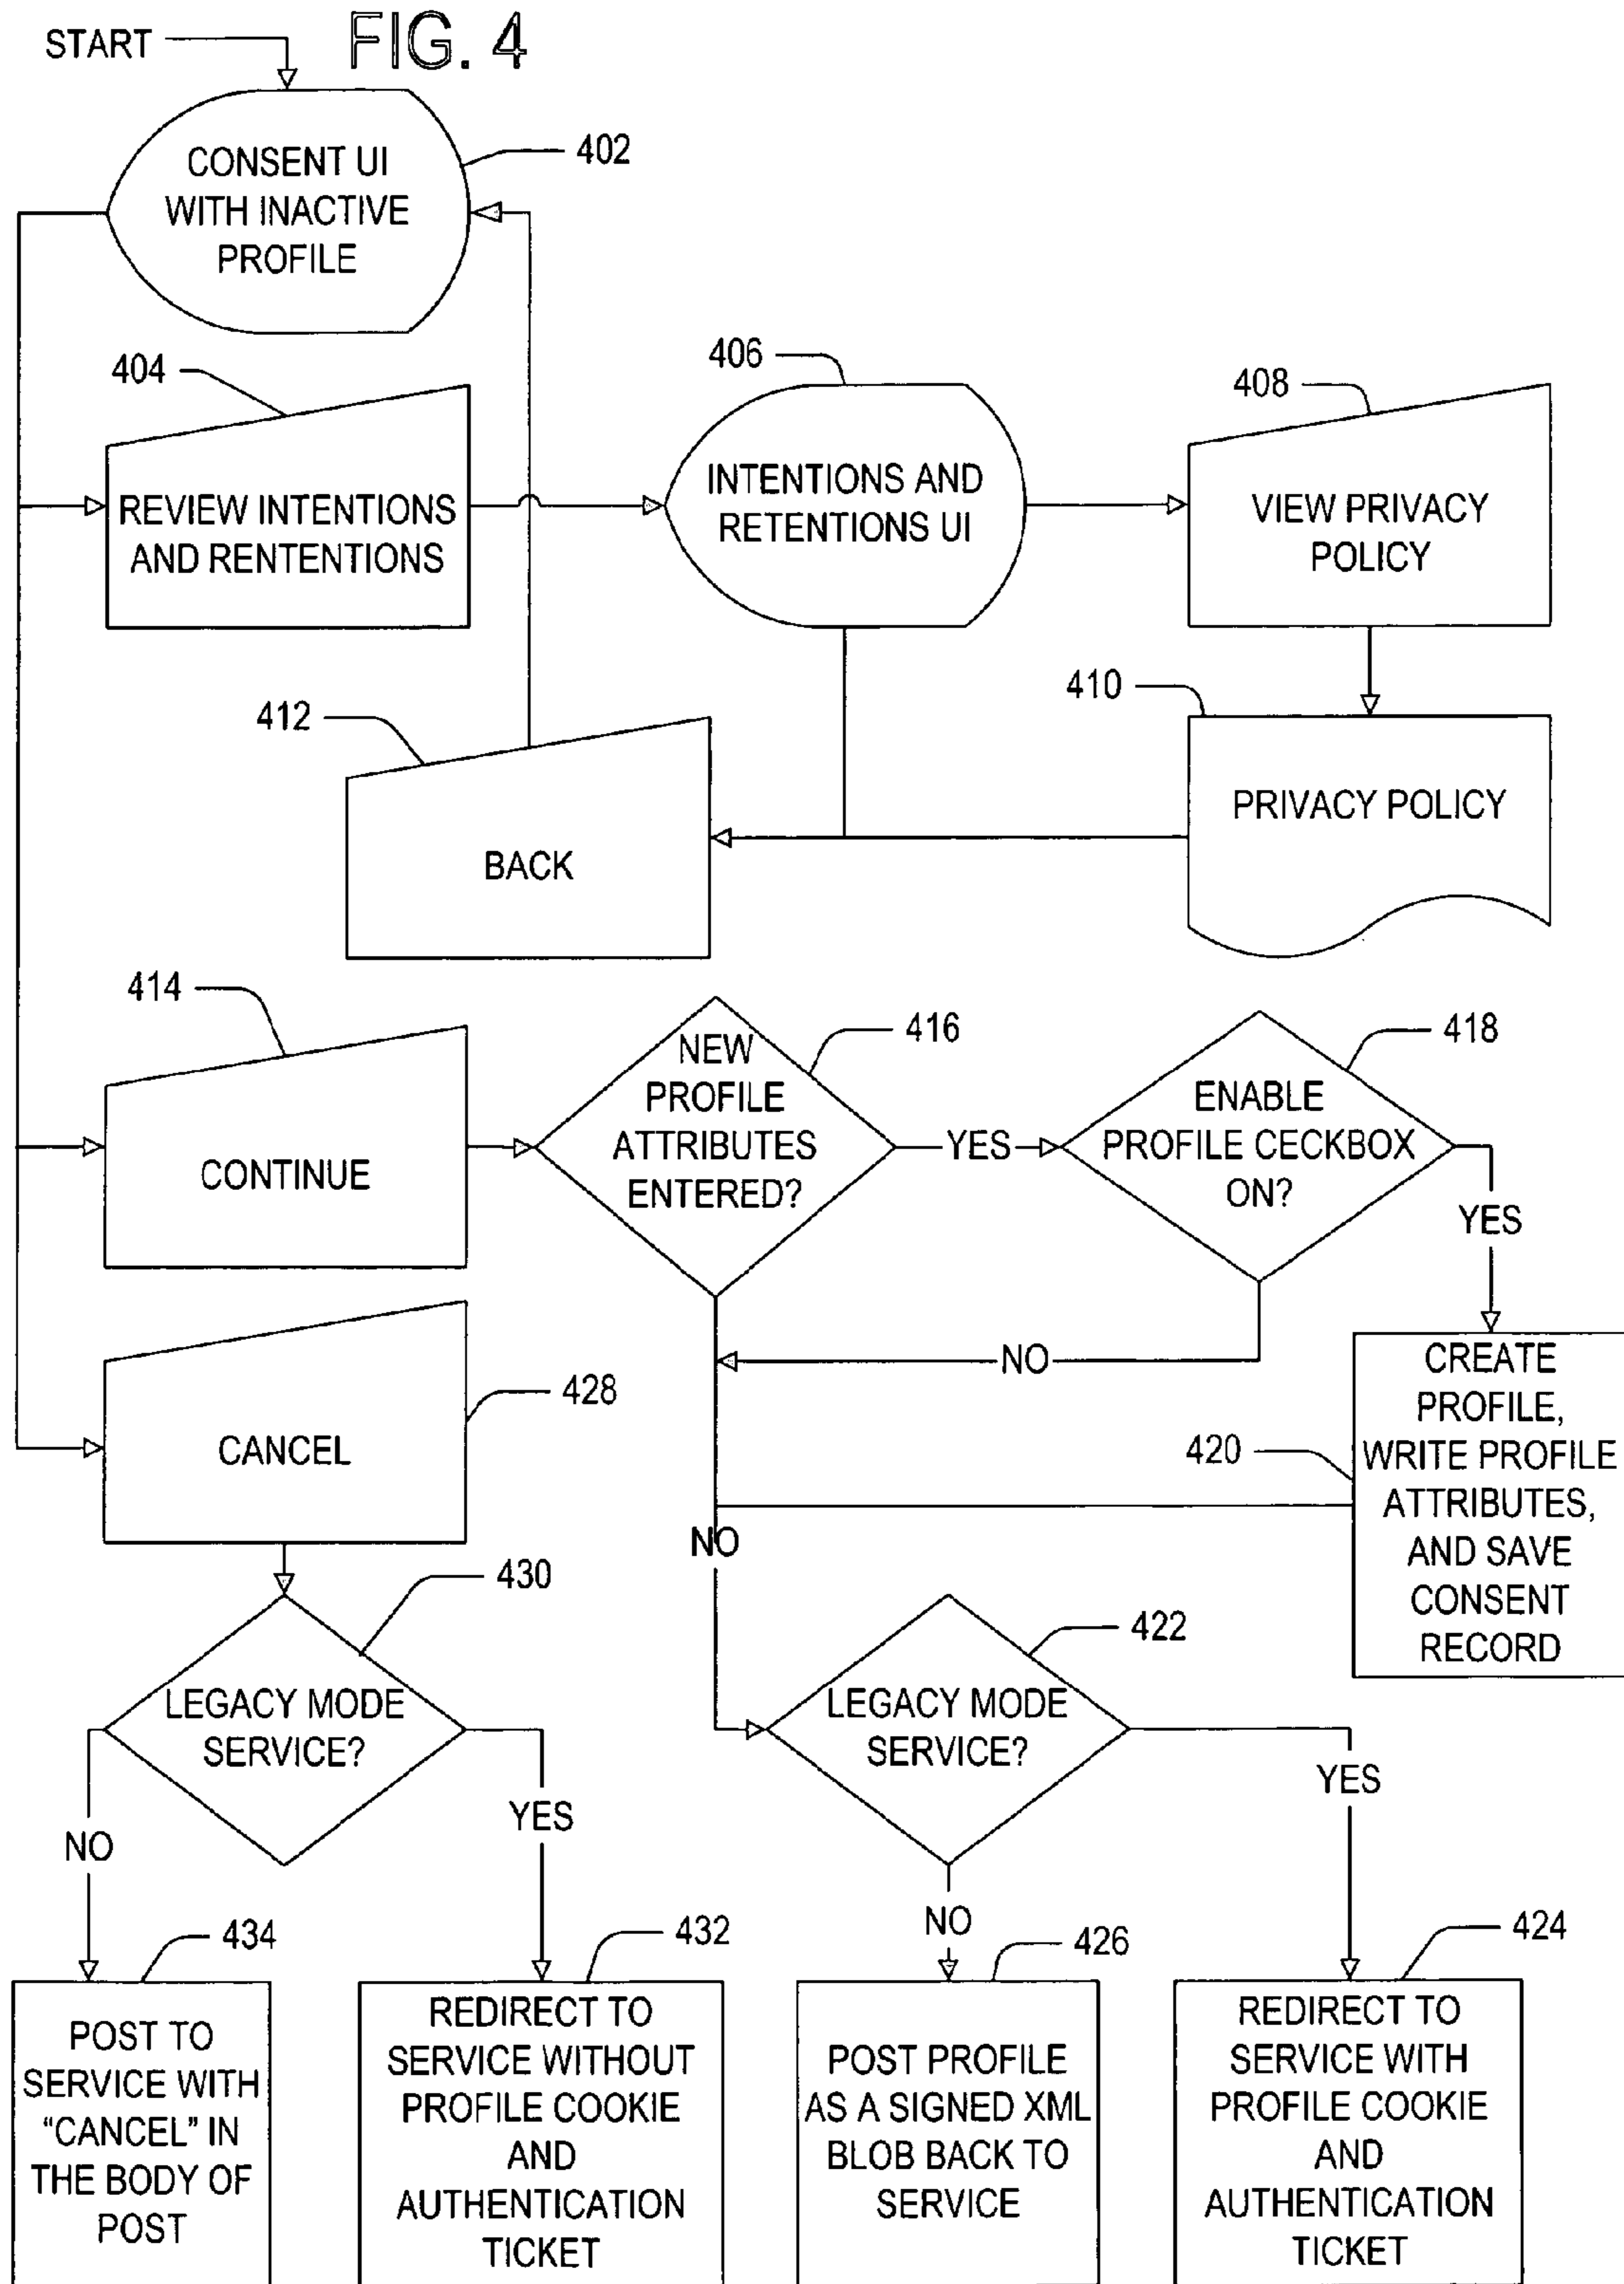 FIG. 4
START
CONSENT UI
WITH INACTIVE
PROFILE
402
404
REVIEW INTENTIONS
AND RENTENTIONS
406
INTENTIONS AND
RETENTIONS UI
408
VIEW PRIVACY
POLICY
410
PRIVACY POLICY
412
BACK
414
CONTINUE
416
NEW
PROFILE
ATTRIBUTES
ENTERED?
YES
418
ENABLE
PROFILE CECKBOX
ON?
YES
NO
420
CREATE
PROFILE,
WRITE PROFILE
ATTRIBUTES,
AND SAVE
CONSENT
RECORD
NO
428
CANCEL
430
LEGACY MODE
SERVICE?
NO
YES
422
LEGACY MODE
SERVICE?
NO
YES
434
POST TO
SERVICE WITH
"CANCEL" IN
THE BODY OF
POST
432
REDIRECT TO
SERVICE WITHOUT
PROFILE COOKIE
AND
AUTHENTICATION
TICKET
426
POST PROFILE
AS A SIGNED XML
BLOB BACK TO
SERVICE
424
REDIRECT TO
SERVICE WITH
PROFILE COOKIE
AND
AUTHENTICATION
TICKET